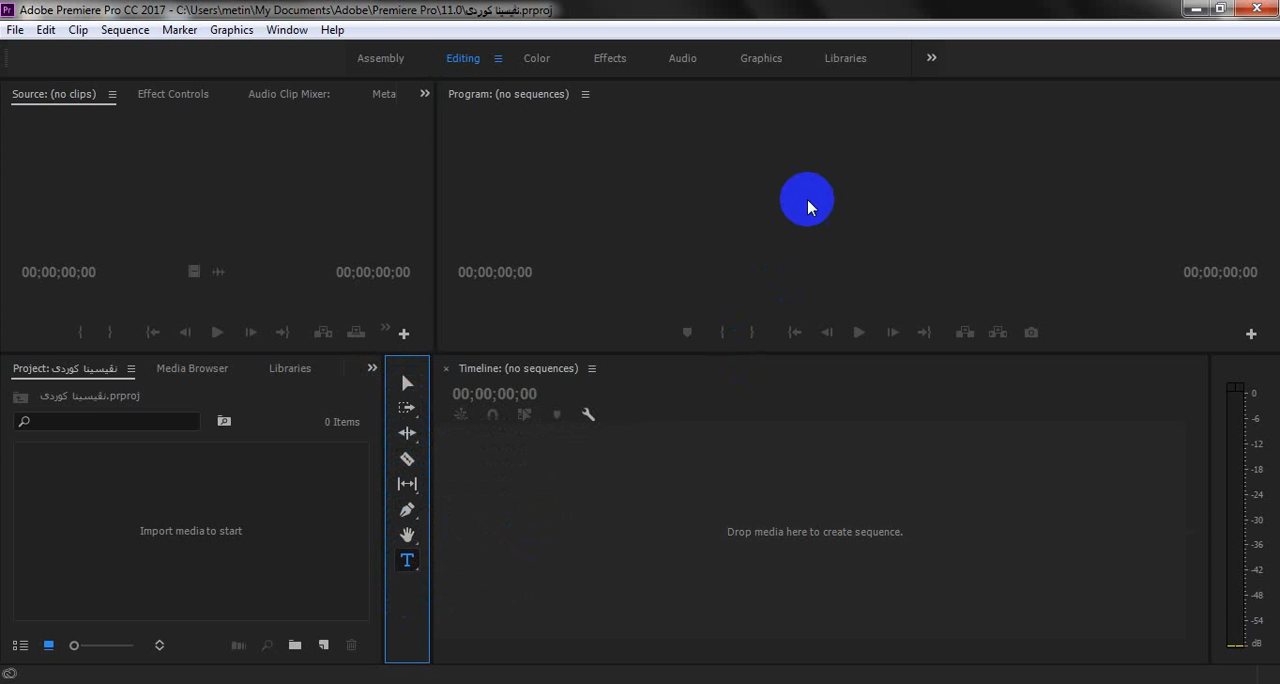 Adobe Premiere Pro CC 2017 - C:\Users\metin\My Documents\Adobe\Premiere Pro\11.0\نڤیسینا کوردی.prproj
File Edit Clip Sequence Marker Graphics Window Help
Assembly Editing Color Effects Audio Graphics Libraries
Source: (no clips) Effect Controls Audio Clip Mixer: Meta
Program: (no sequences)
00;00;00;00 00;00;00;00 00;00;00;00 00;00;00;00
Project: نڤیسینا کوردی Media Browser Libraries
Timeline: (no sequences)
نڤیسینا کوردی.prproj
00;00;00;00
0 Items
Import media to start
Drop media here to create sequence.
0
-6
-12
-18
-24
-30
-36
-42
-48
-54
dB